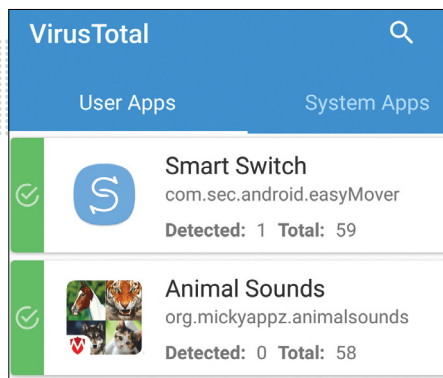 VirusTotal
User Apps System Apps
Smart Switch
com.sec.android.easyMover
Detected: 1 Total: 59
Animal Sounds
org.mickyappz.animalsounds
Detected: 0 Total: 58